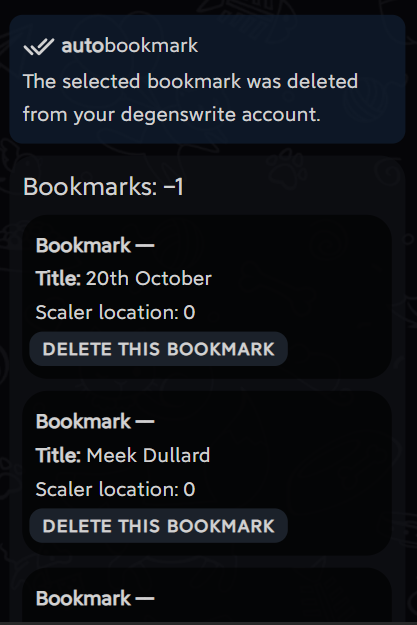 autobookmark
The selected bookmark was deleted
from your degenswrite account.
Bookmarks: −1
Bookmark —
Title: 20th October
Scaler location: 0
DELETE THIS BOOKMARK
Bookmark —
Title: Meek Dullard
Scaler location: 0
DELETE THIS BOOKMARK
Bookmark —